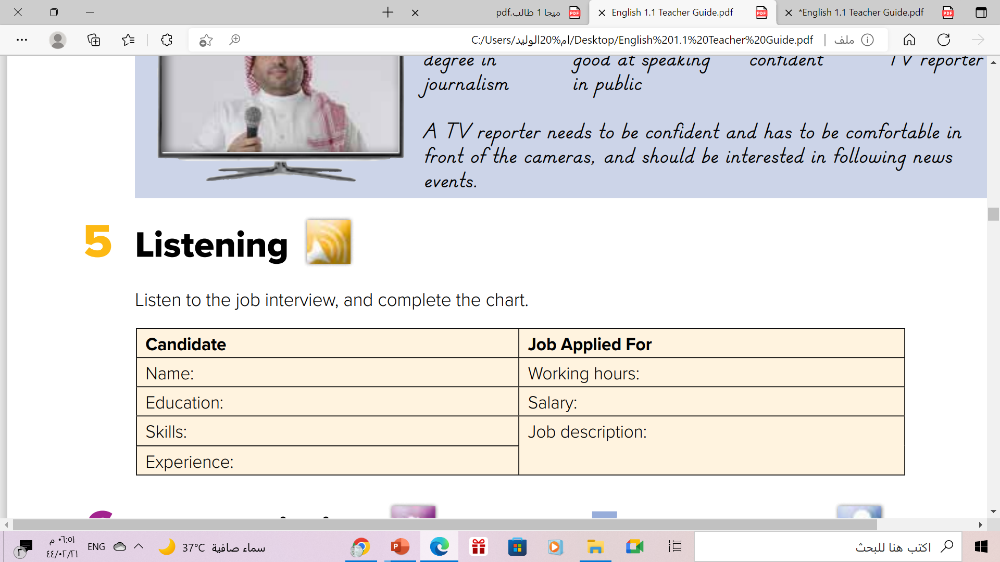 ميجا 1 طالب.pdf
English 1.1 Teacher Guide.pdf
*English 1.1 Teacher Guide.pdf
C:/Users/ام%20الوليد/Desktop/English%201.1%20Teacher%20Guide.pdf
ملف
degree in
journalism
good at speaking
in public
confident
TV reporter
A TV reporter needs to be confident and has to be comfortable in
front of the cameras, and should be interested in following news
events.
5 Listening
Listen to the job interview, and complete the chart.
Candidate
Job Applied For
Name:
Working hours:
Education:
Salary:
Skills:
Job description:
Experience:
٠٦:٥١ م
٤٤/٠٢/٢١
٢
ENG
37°C سماء صافية
اكتب هنا للبحث